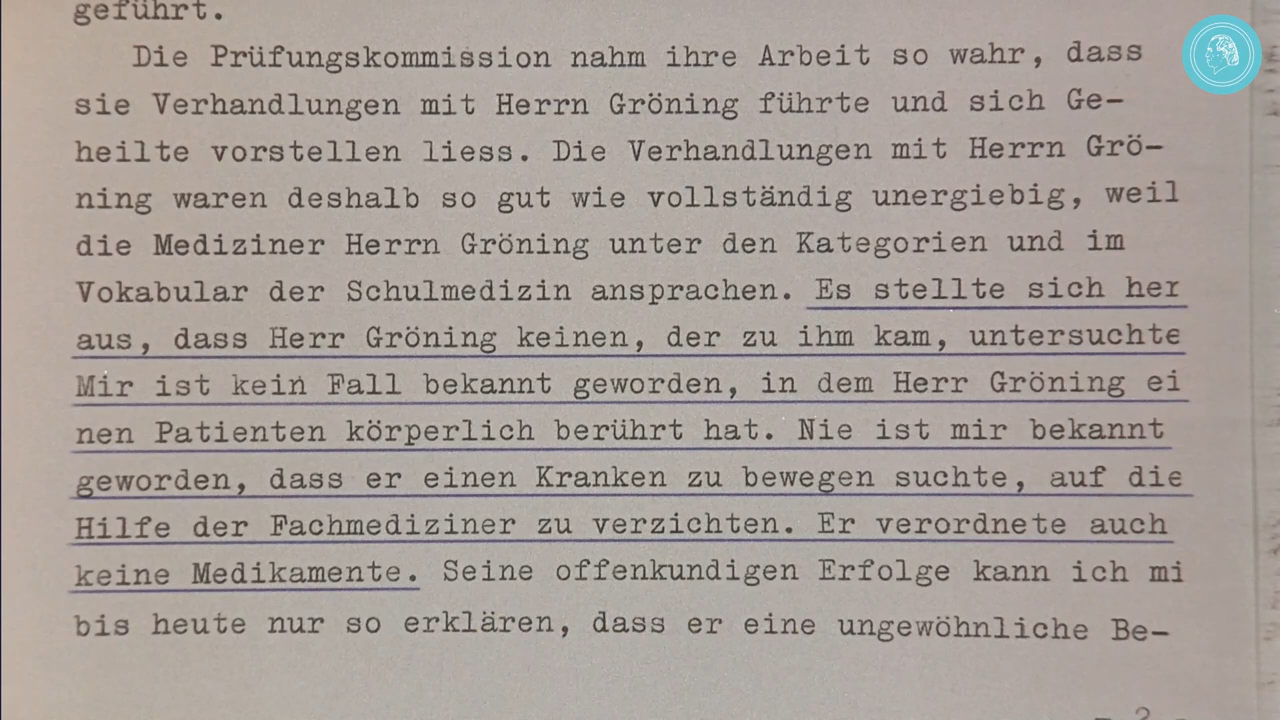 geführt.
Die Prüfungskommission nahm ihre Arbeit so wahr, dass
sie Verhandlungen mit Herrn Gröning führte und sich Ge-
heilte vorstellen liess. Die Verhandlungen mit Herrn Grö-
ning waren deshalb so gut wie vollständig unergiebig, weil
die Mediziner Herrn Gröning unter den Kategorien und im
Vokabular der Schulmedizin ansprachen. Es stellte sich her
aus, dass Herr Gröning keinen, der zu ihm kam, untersuchte
Mir ist kein Fall bekannt geworden, in dem Herr Gröning ei
nen Patienten körperlich berührt hat. Nie ist mir bekannt
geworden, dass er einen Kranken zu bewegen suchte, auf die
Hilfe der Fachmediziner zu verzichten. Er verordnete auch
keine Medikamente. Seine offenkundigen Erfolge kann ich mi
bis heute nur so erklären, dass er eine ungewöhnliche Be-